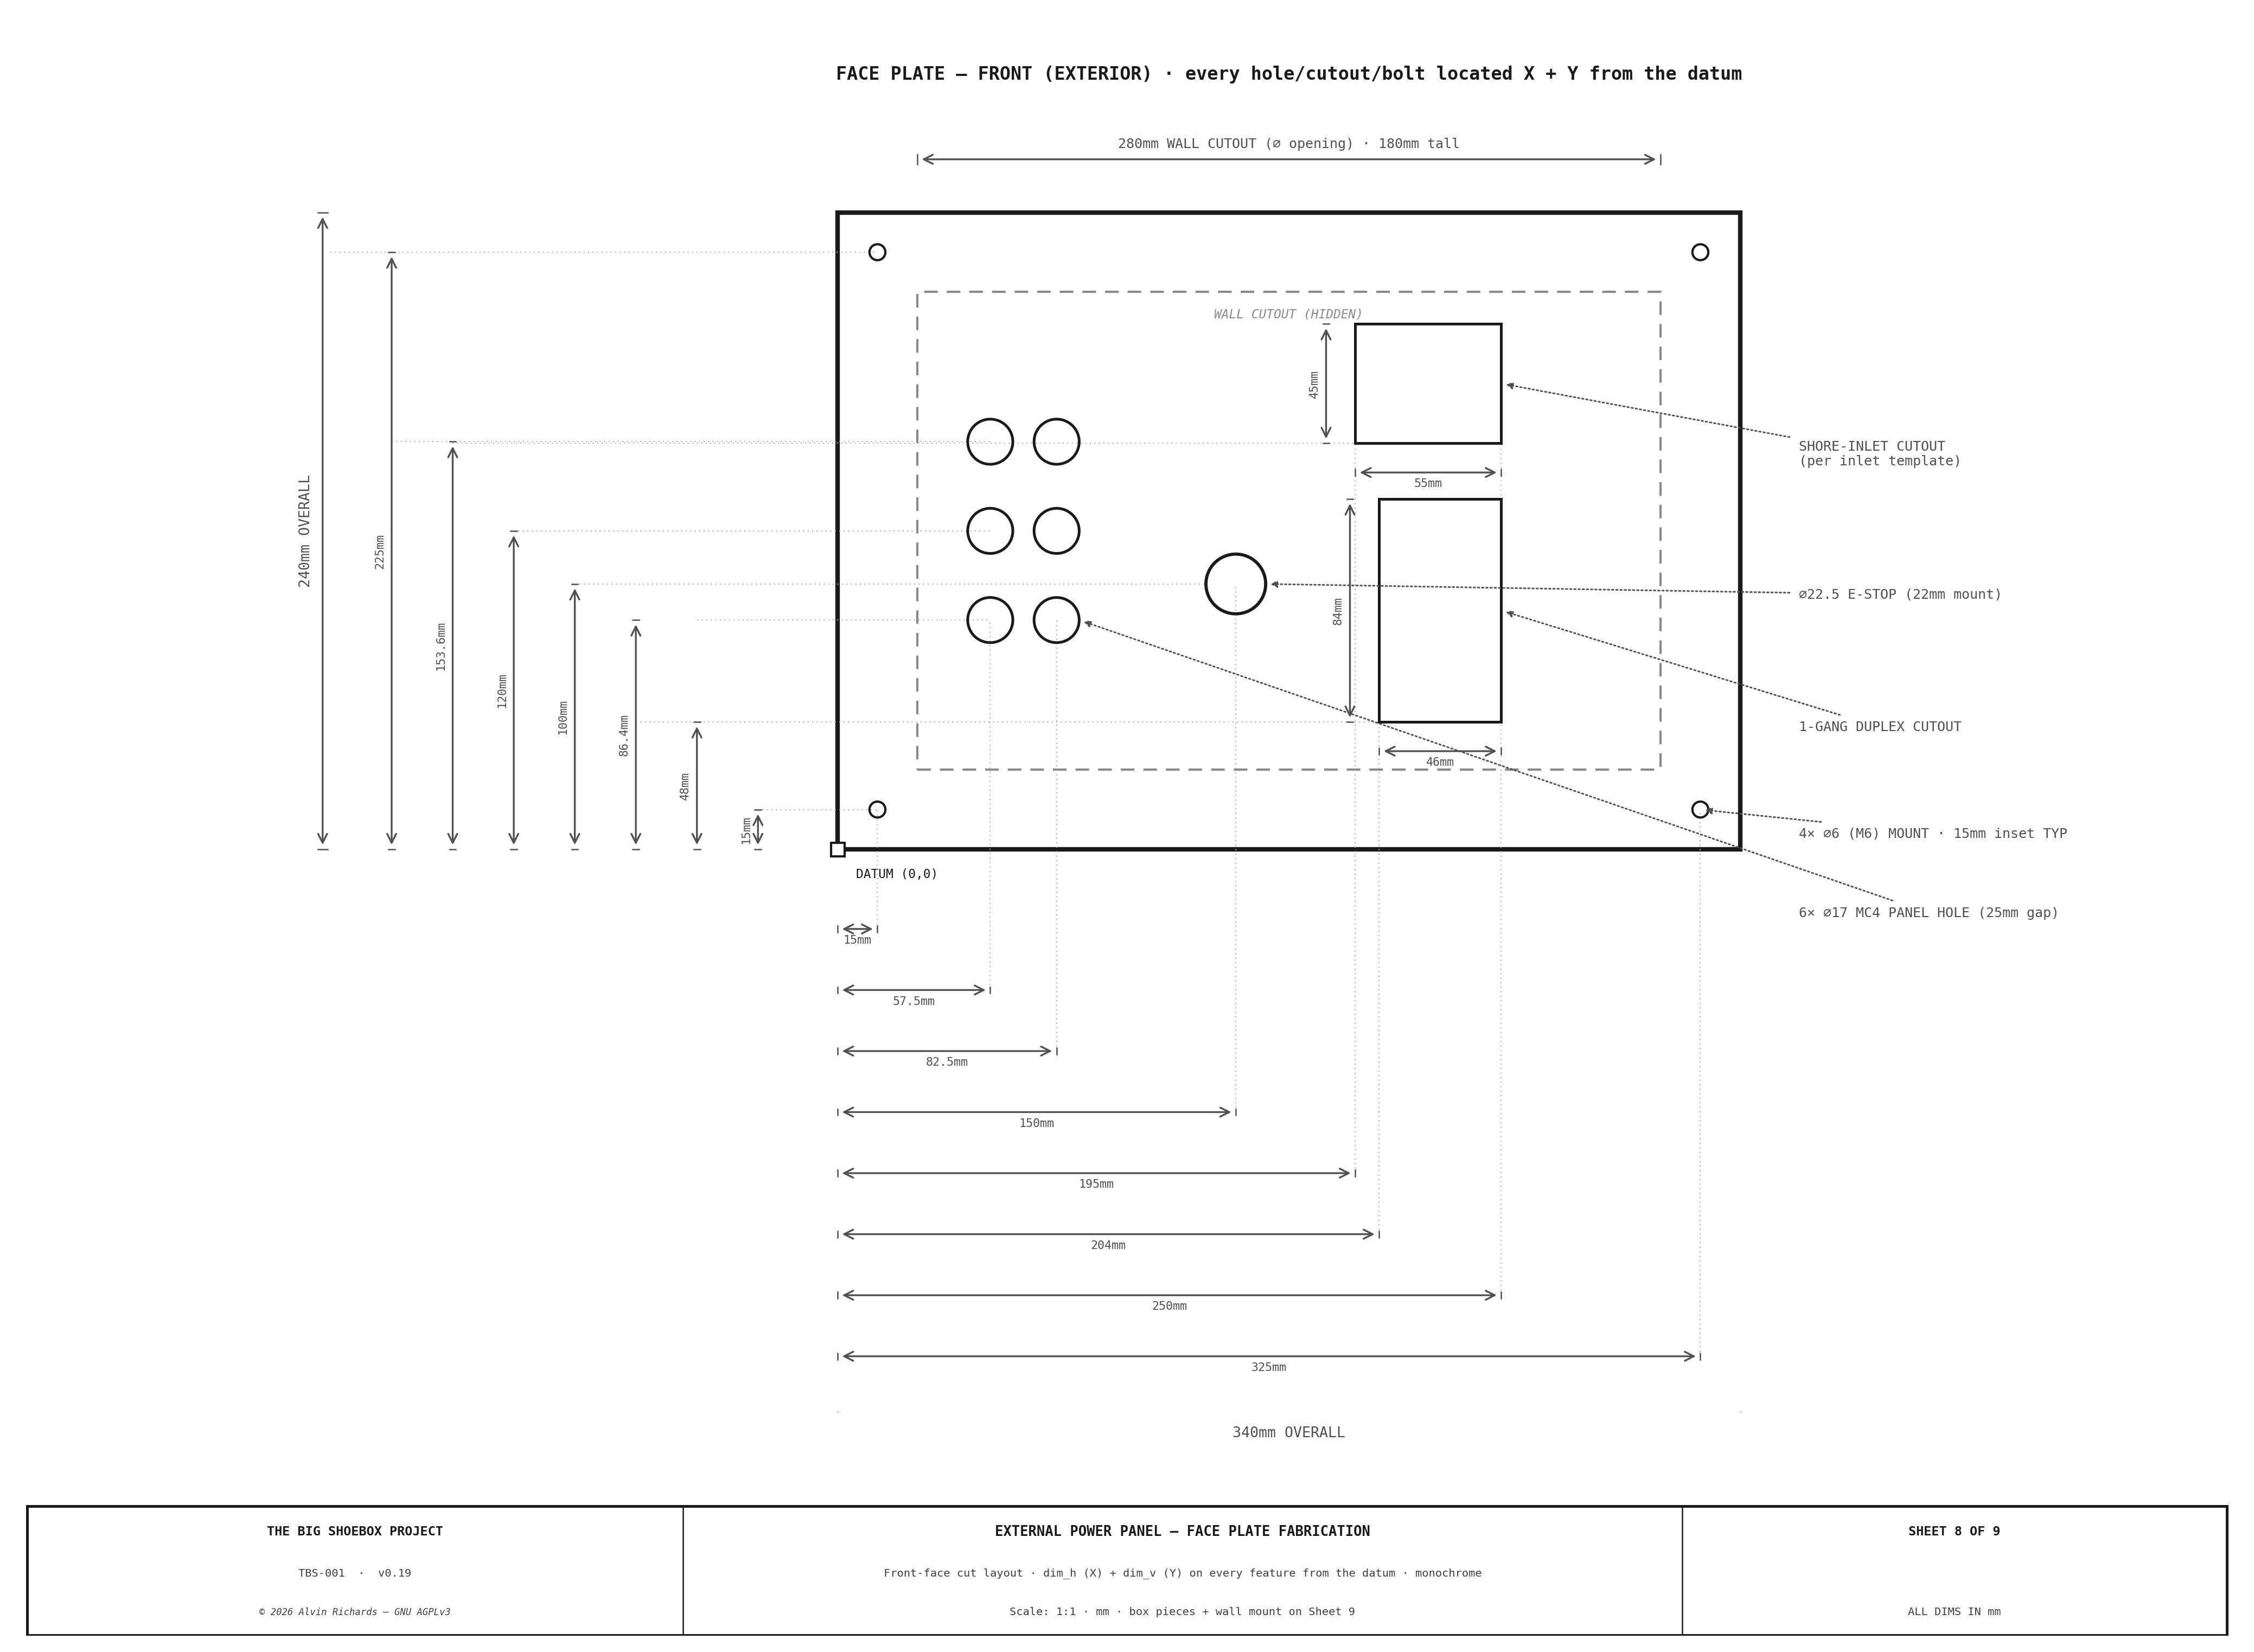 FACE PLATE — FRONT (EXTERIOR) · every hole/cutout/bolt located X + Y from the datum
280mm WALL CUTOUT (⌀ opening) · 180mm tall
WALL CUTOUT (HIDDEN)
45mm
55mm
84mm
46mm
SHORE-INLET CUTOUT
(per inlet template)
⌀22.5 E-STOP (22mm mount)
1-GANG DUPLEX CUTOUT
4× ⌀6 (M6) MOUNT · 15mm inset TYP
6× ⌀17 MC4 PANEL HOLE (25mm gap)
240mm OVERALL
225mm
153.6mm
120mm
100mm
86.4mm
48mm
15mm
DATUM (0,0)
15mm
57.5mm
82.5mm
150mm
195mm
204mm
250mm
325mm
340mm OVERALL
THE BIG SHOEBOX PROJECT
TBS-001 · v0.19
© 2026 Alvin Richards — GNU AGPLv3
EXTERNAL POWER PANEL — FACE PLATE FABRICATION
Front-face cut layout · dim_h (X) + dim_v (Y) on every feature from the datum · monochrome
Scale: 1:1 · mm · box pieces + wall mount on Sheet 9
SHEET 8 OF 9
ALL DIMS IN mm